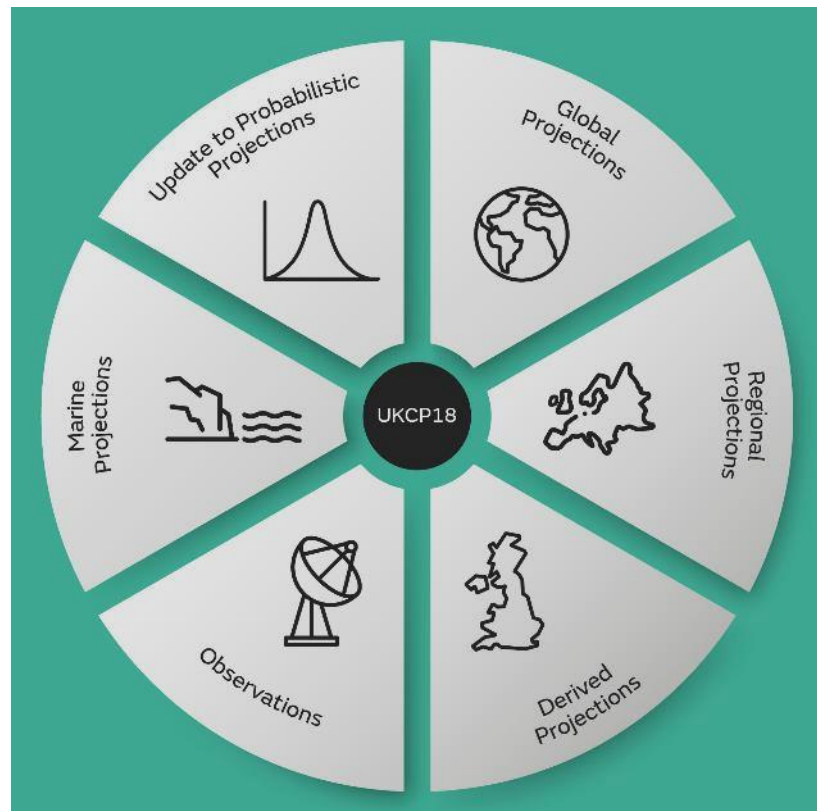 Update to Probabilistic
Projections
Global
Projections
Marine
Projections
UKCP18
Regional
Projections
Observations
Derived
Projections